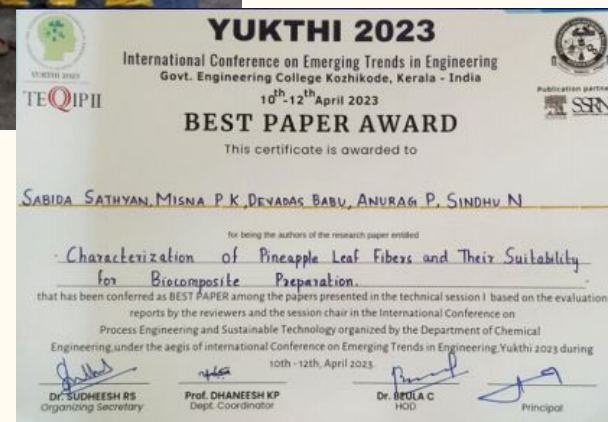 YUKTHI 2023
International Conference on Emerging Trends in Engineering
Govt. Engineering College Kozhikode, Kerala - India
10th-12th April 2023
YUKTHI 2023
TEQIPII
Publication partner
SSRN
BEST PAPER AWARD
This certificate is awarded to
SABIDA SATHYAN, MISNA P K, DEVADAS BABU, ANURAG P, SINDHU N
for being the authors of the research paper entitled
Characterization of Pineapple Leaf Fibers and Their Suitability
for Biocomposite Preparation.
that has been conferred as BEST PAPER among the papers presented in the technical session I based on the evaluation
reports by the reviewers and the session chair in the International Conference on
Process Engineering and Sustainable Technology organized by the Department of Chemical
Engineering, under the aegis of international Conference on Emerging Trends in Engineering, Yukthi 2023 during
10th - 12th, April 2023.
Dr. SUDHEESH RS
Organizing Secretary
Prof. DHANEESH KP
Dept. Coordinator
Dr. BEULA C
HOD
Principal